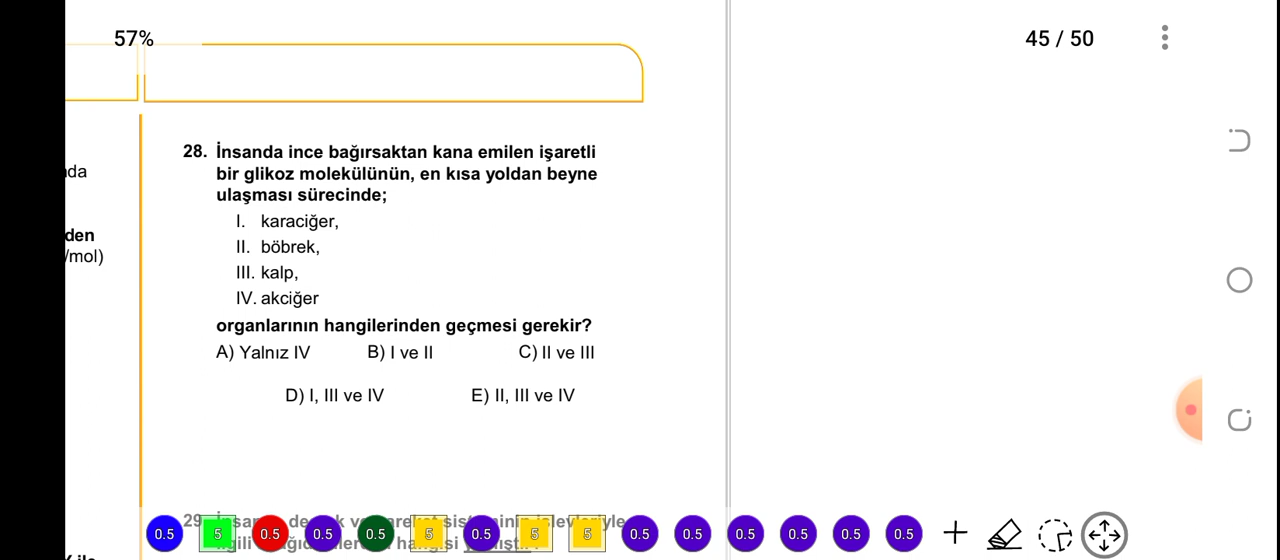 57%
45 / 50
ıda
den
/mol)
28. İnsanda ince bağırsaktan kana emilen işaretli
bir glikoz molekülünün, en kısa yoldan beyne
ulaşması sürecinde;
I. karaciğer,
II. böbrek,
III. kalp,
IV. akciğer
organlarının hangilerinden geçmesi gerekir?
A) Yalnız IV B) I ve II C) II ve III
D) I, III ve IV E) II, III ve IV
29
0.5 5 0.5 0.5 0.5 5 0.5 5 5 0.5 0.5 0.5 0.5 0.5 0.5